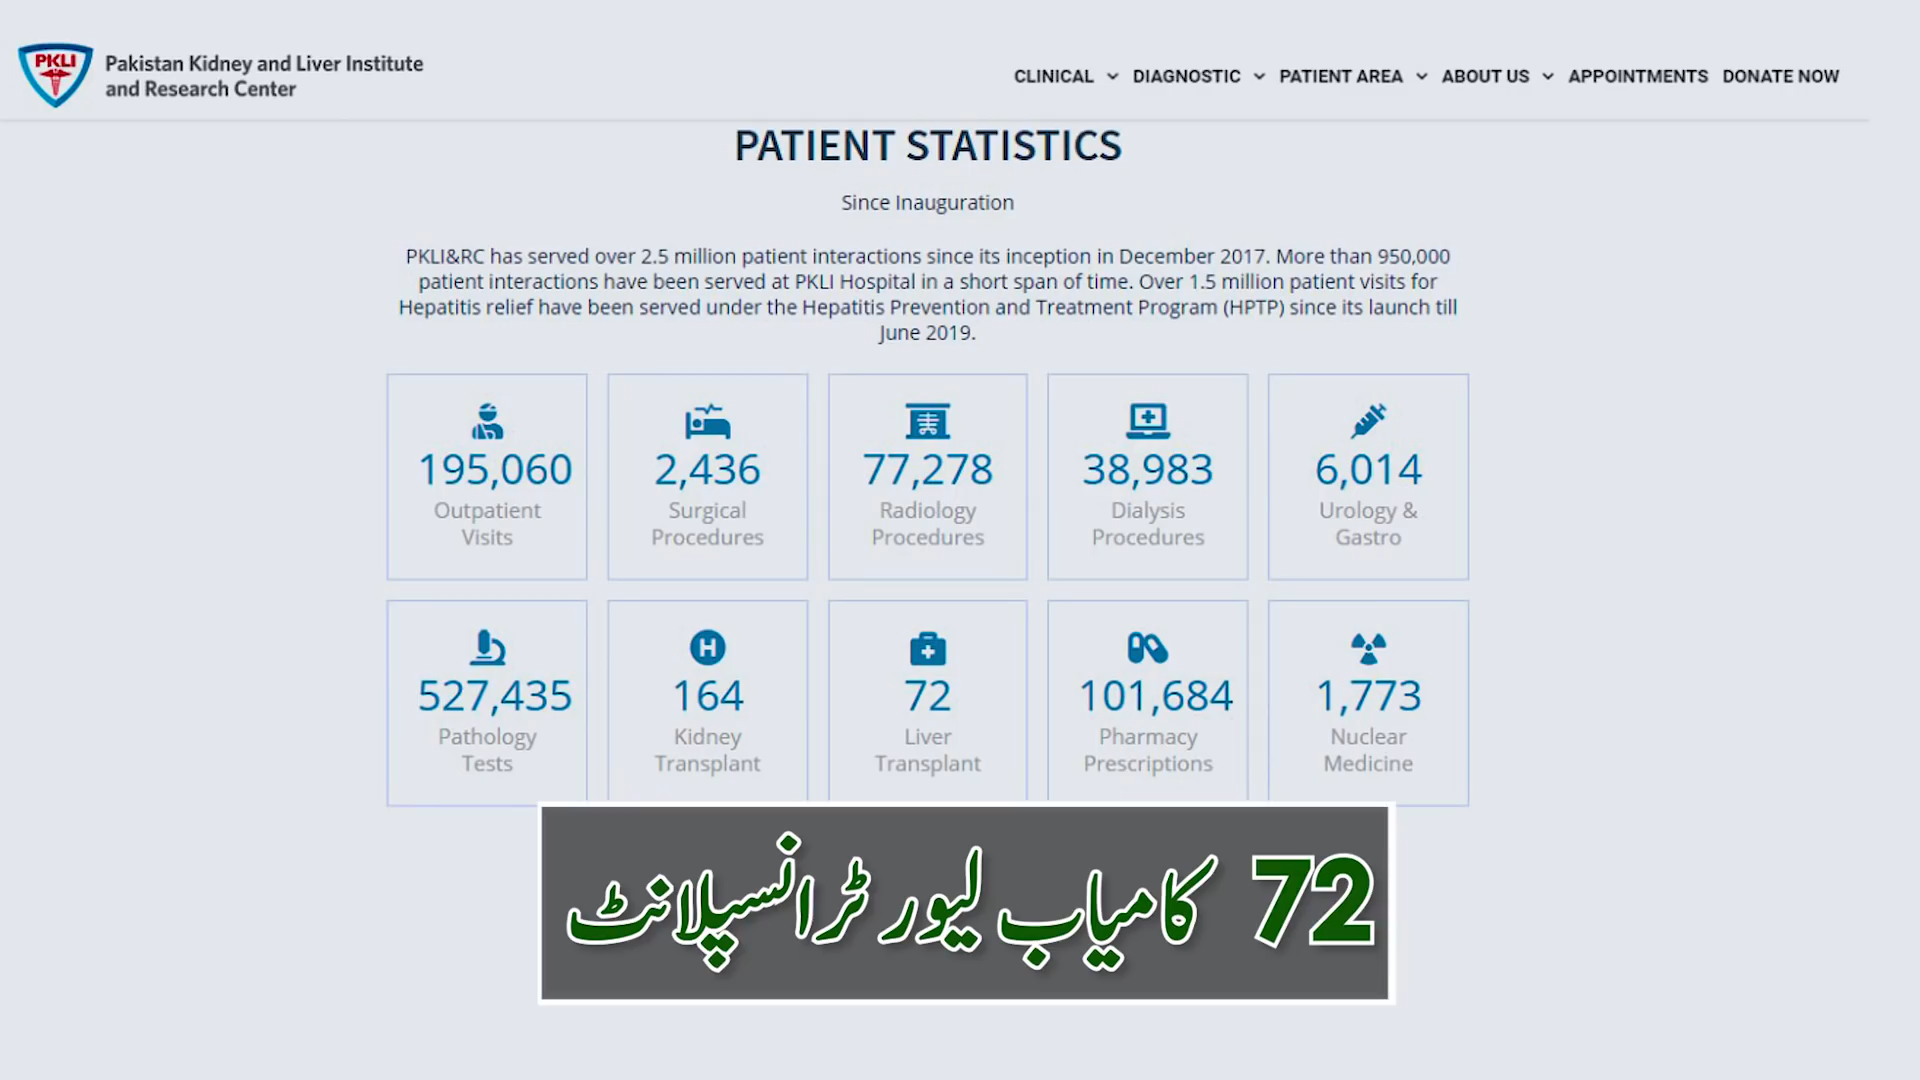 PKLI
Pakistan Kidney and Liver Institute
and Research Center
CLINICAL DIAGNOSTIC PATIENT AREA ABOUT US APPOINTMENTS DONATE NOW
PATIENT STATISTICS
Since Inauguration
PKLI&RC has served over 2.5 million patient interactions since its inception in December 2017. More than 950,000
patient interactions have been served at PKLI Hospital in a short span of time. Over 1.5 million patient visits for
Hepatitis relief have been served under the Hepatitis Prevention and Treatment Program (HPTP) since its launch till
June 2019.
195,060
Outpatient
Visits
2,436
Surgical
Procedures
77,278
Radiology
Procedures
38,983
Dialysis
Procedures
6,014
Urology &
Gastro
527,435
Pathology
Tests
H
164
Kidney
Transplant
72
Liver
Transplant
101,684
Pharmacy
Prescriptions
1,773
Nuclear
Medicine
72 کامیاب لیور ٹرانسپلانٹ